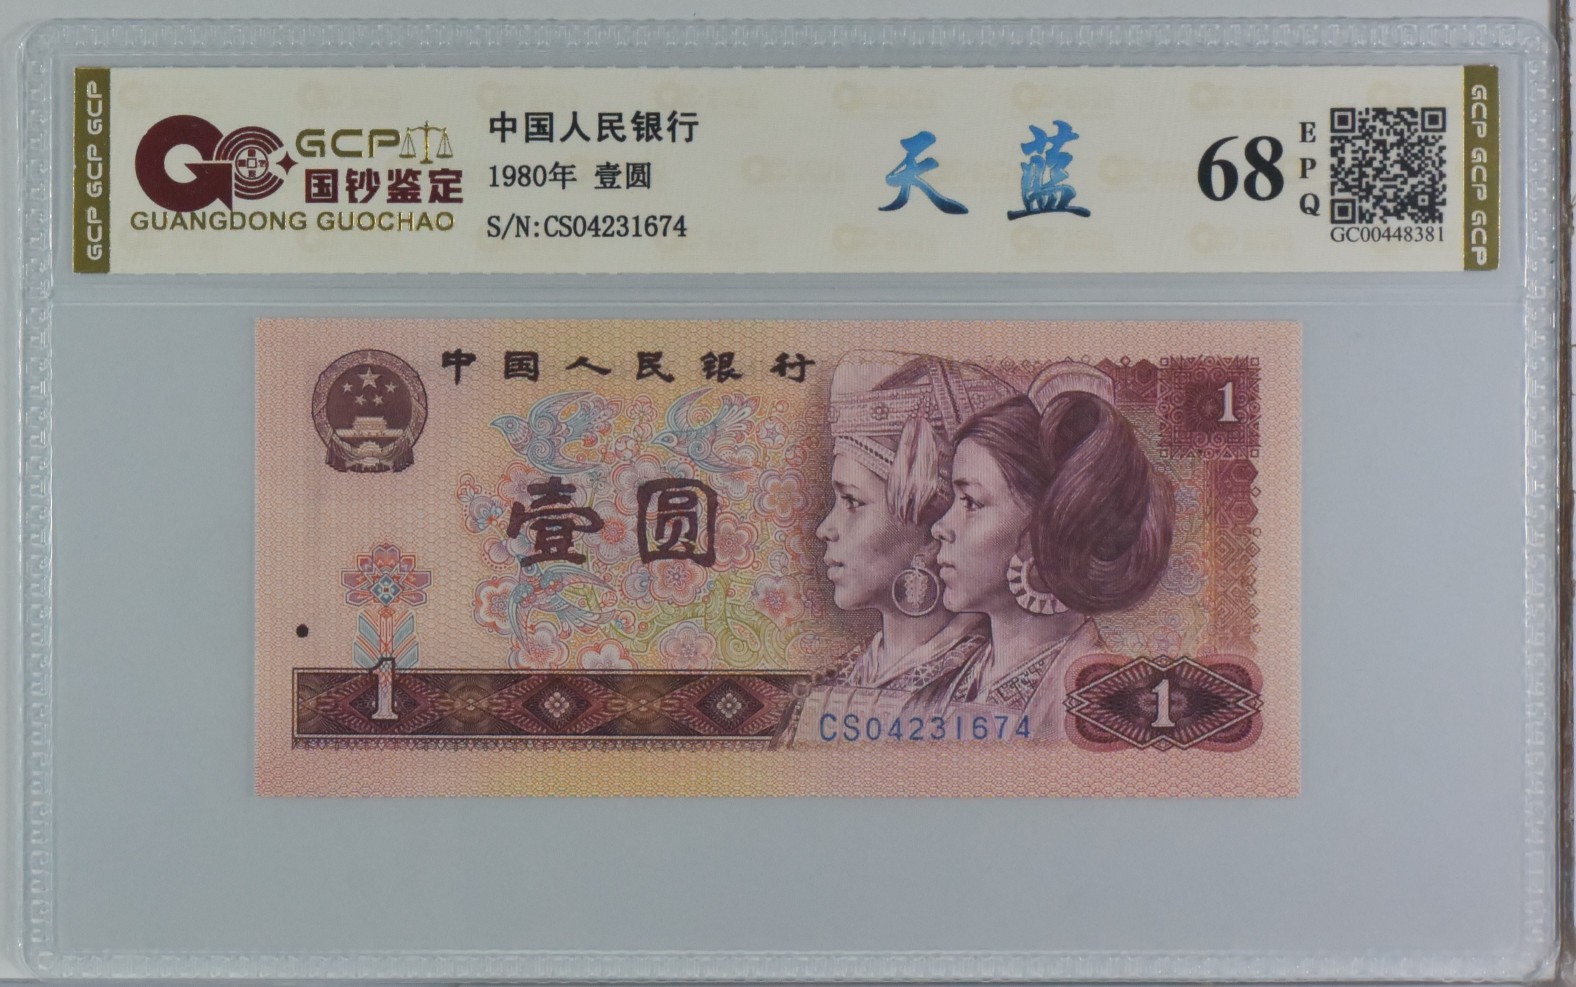 GCP GCP GCP
GCP
国钞鉴定
GUANGDONG GUOCHAO
中国人民银行
1980年 壹圆
S/N:CS04231674
天蓝
68
EPQ
GC00448381
GCP GCP GCP
中国人民银行
1
壹圆
1
1
CS04231674